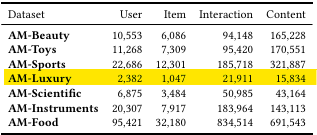 Dataset User Item Interaction Content
AM-Beauty 10,553 6,086 94,148 165,228
AM-Toys 11,268 7,309 95,420 170,551
AM-Sports 22,686 12,301 185,718 321,887
AM-Luxury 2,382 1,047 21,911 15,834
AM-Scientific 6,875 3,484 50,985 43,164
AM-Instruments 20,307 7,917 183,964 143,113
AM-Food 95,421 32,180 834,514 691,543